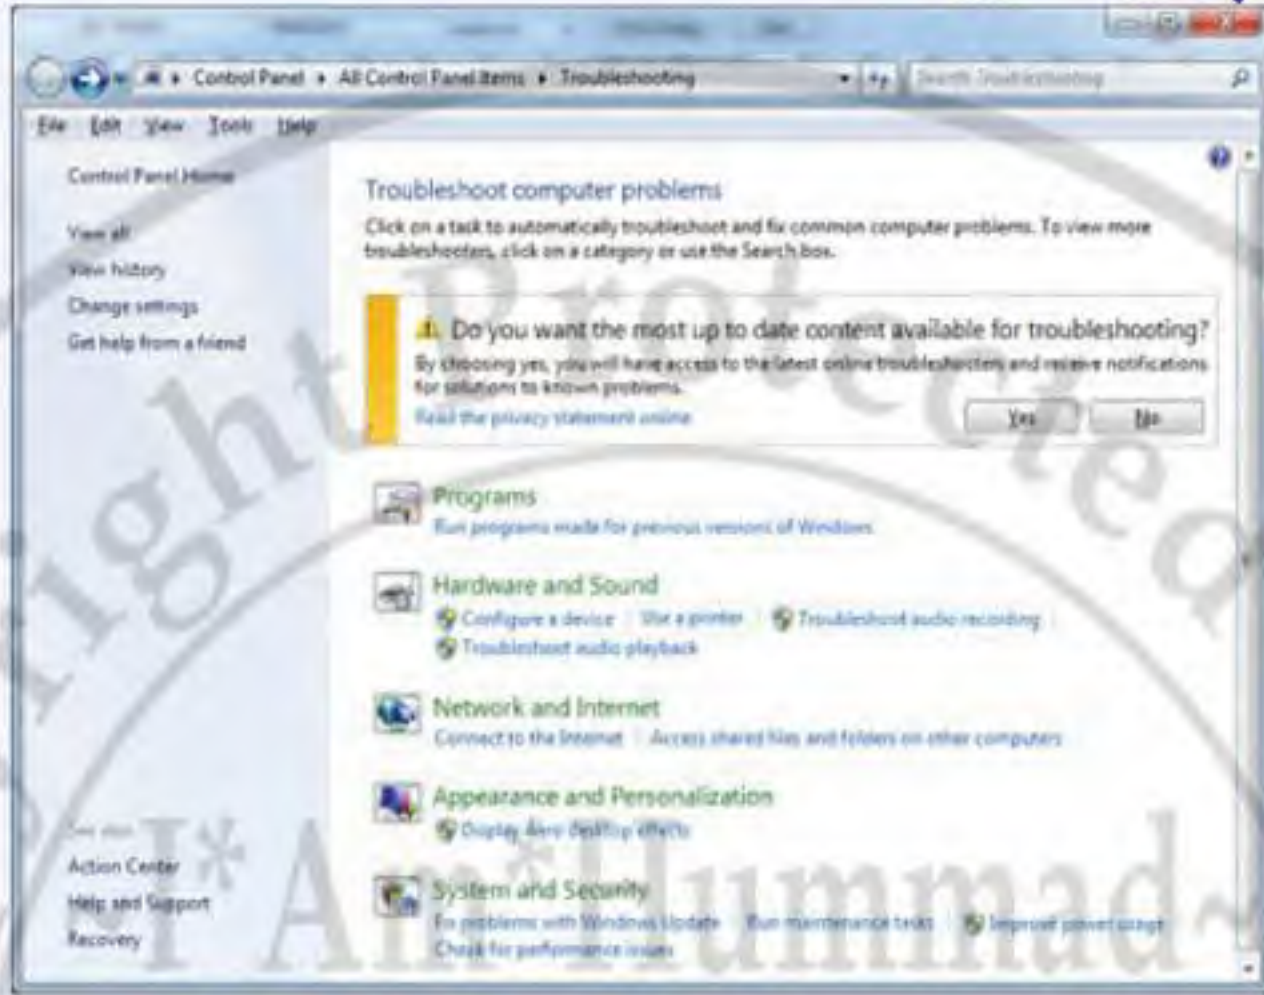 Control Panel ▸ All Control Panel Items ▸ Troubleshooting
Search Troubleshooting
File Edit View Tools Help
Control Panel Home
View all
View history
Change settings
Get help from a friend
See also
Action Center
Help and Support
Recovery
Troubleshoot computer problems
Click on a task to automatically troubleshoot and fix common computer problems. To view more
troubleshooters, click on a category or use the Search box.
Do you want the most up to date content available for troubleshooting?
By choosing yes, you will have access to the latest online troubleshooters and receive notifications
for solutions to known problems.
Read the privacy statement online
Yes No
Programs
Run programs made for previous versions of Windows
Hardware and Sound
Configure a device Use a printer Troubleshoot audio recording
Troubleshoot audio playback
Network and Internet
Connect to the Internet Access shared files and folders on other computers
Appearance and Personalization
Display Aero desktop effects
System and Security
Fix problems with Windows Update Run maintenance tasks Improve power usage
Check for performance issues
right Protected
I*Am*Hummad~